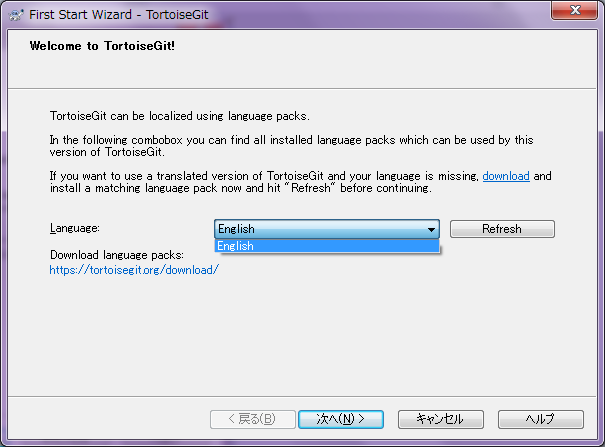 First Start Wizard - TortoiseGit
Welcome to TortoiseGit!
TortoiseGit can be localized using language packs.
In the following combobox you can find all installed language packs which can be used by this
version of TortoiseGit.
If you want to use a translated version of TortoiseGit and your language is missing, download and
install a matching language pack now and hit "Refresh" before continuing.
Language: English Refresh
English
Download language packs:
https://tortoisegit.org/download/
< 戻る(B) 次へ(N) > キャンセル ヘルプ